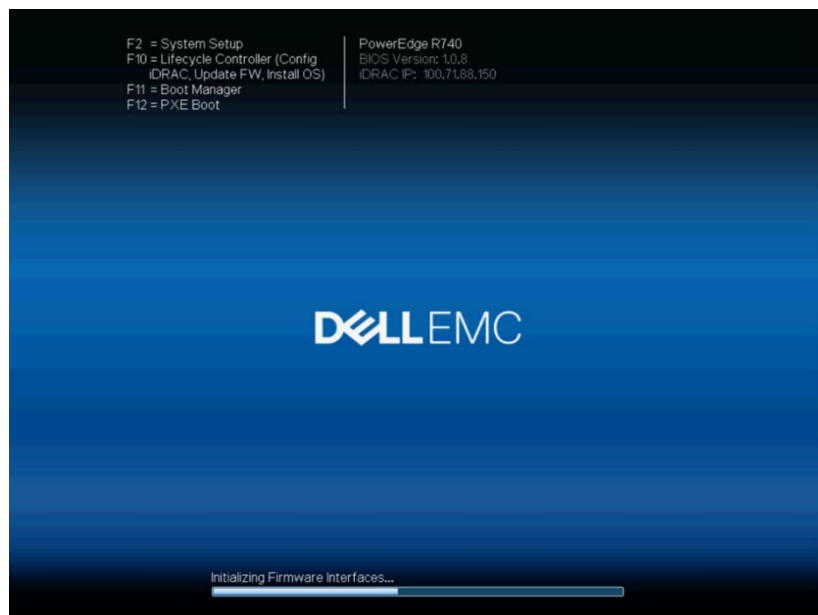 F2 = System Setup
F10 = Lifecycle Controller (Config
iDRAC, Update FW, Install OS)
F11 = Boot Manager
F12 = PXE Boot
PowerEdge R740
BIOS Version: 1.0.8
iDRAC IP: 100.71.88.150
DELLEMC
Initializing Firmware Interfaces...